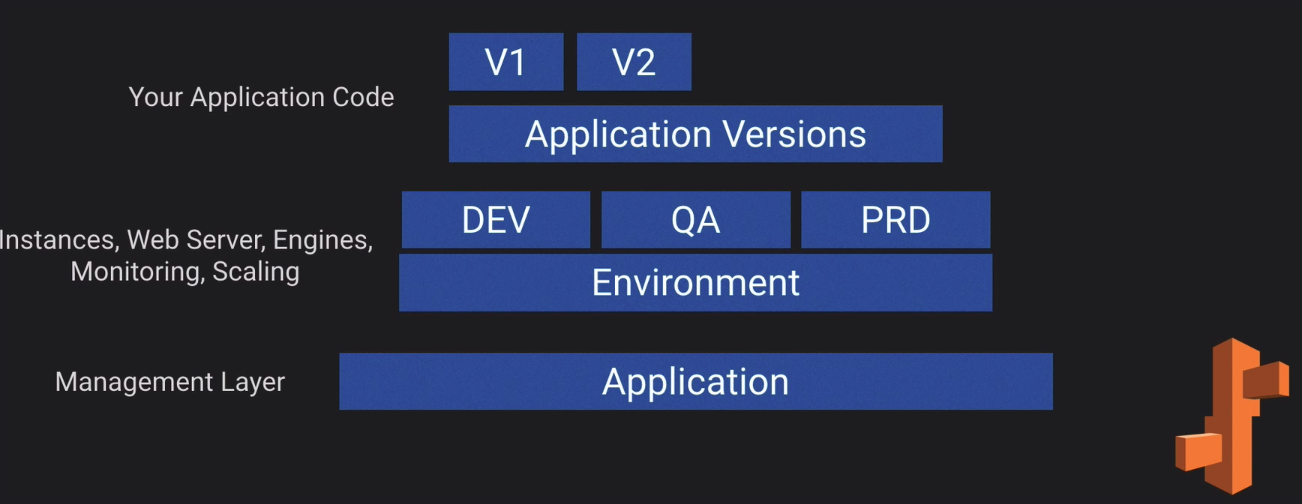 V1 V2
Your Application Code
Application Versions
DEV QA PRD
Instances, Web Server, Engines,
Monitoring, Scaling
Environment
Management Layer
Application